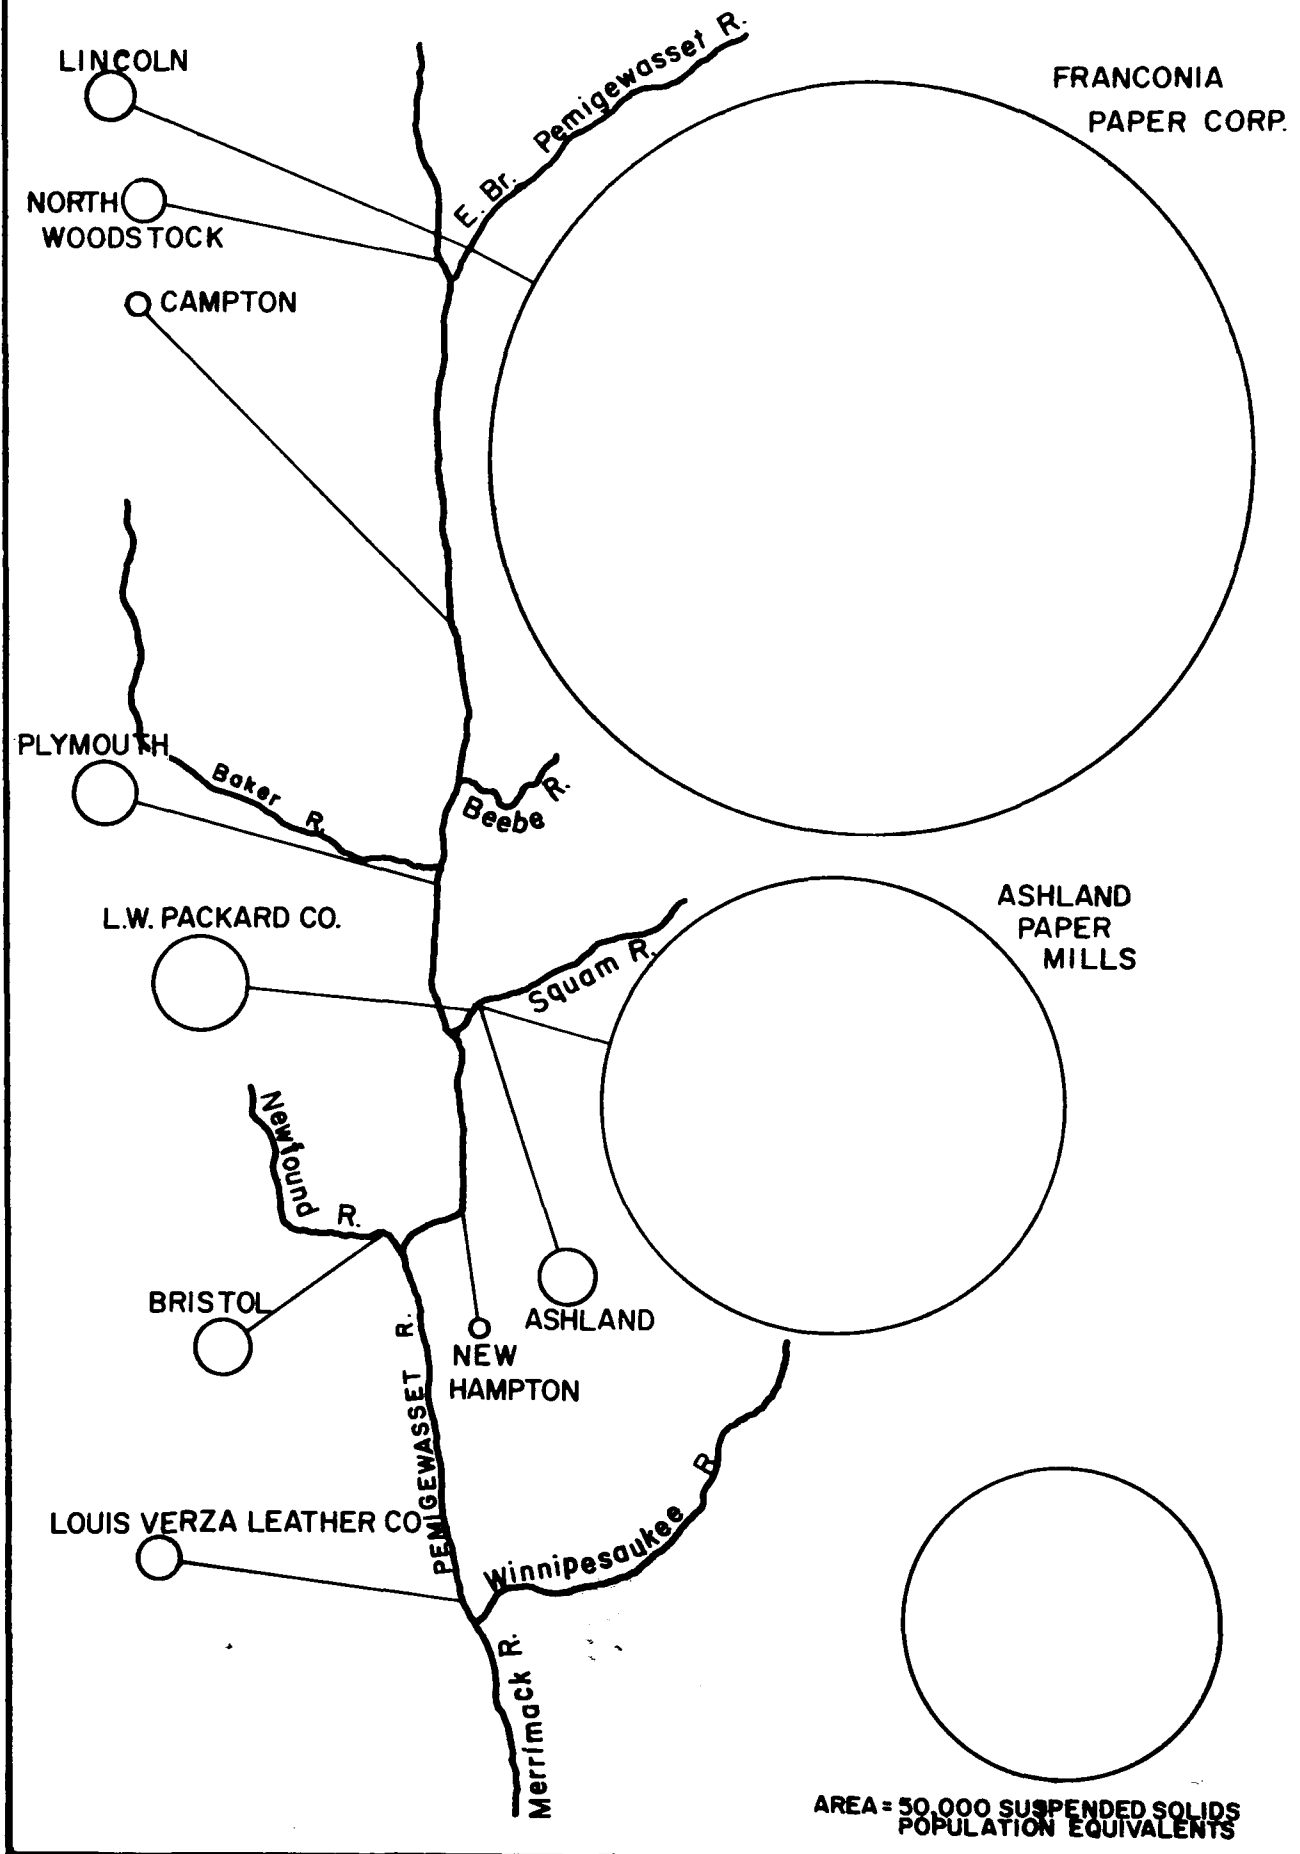 LINCOLN
E. Br. Pemigewasset R.
FRANCONIA
PAPER CORP.
NORTH
WOODSTOCK
CAMPTON
PLYMOUTH
Baker R.
Beebe R.
L.W. PACKARD CO.
ASHLAND
PAPER
MILLS
Squam R.
Newfound R.
BRISTOL
ASHLAND
NEW
HAMPTON
PEMIGEWASSET R.
LOUIS VERZA LEATHER CO.
Winnipesaukee R.
Merrimack R.
AREA = 50,000 SUSPENDED SOLIDS
POPULATION EQUIVALENTS